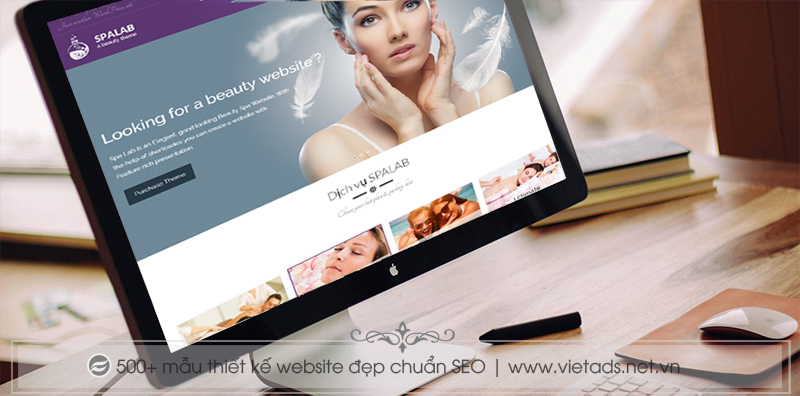 SPALAB
A beauty theme
Looking for a beauty website ?
Spa Lab is an Elegant, good looking Beauty Spa Website. With
the help of shortcodes you can create a website with
Feature rich presentation.
Purchase Theme
Dịch vụ SPALAB
500+ mẫu thiết kế website đẹp chuẩn SEO | www.vietads.net.vn